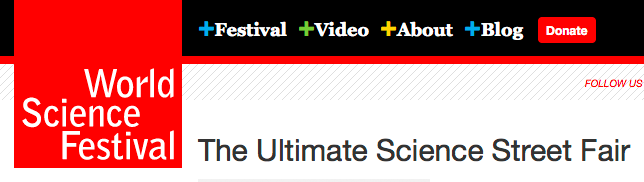 +Festival +Video +About +Blog Donate
World
Science
Festival
FOLLOW US
The Ultimate Science Street Fair